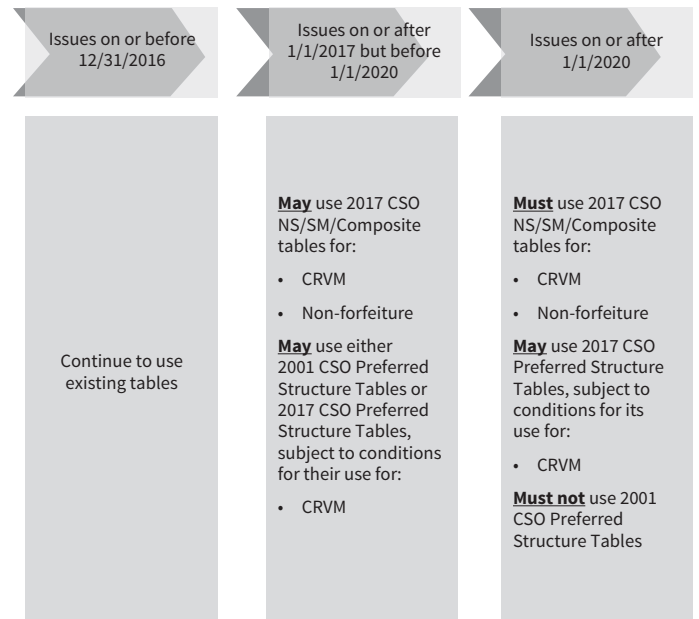 Issues on or before
12/31/2016
Issues on or after
1/1/2017 but before
1/1/2020
Issues on or after
1/1/2020
Continue to use
existing tables
May use 2017 CSO
NS/SM/Composite
tables for:
• CRVM
• Non-forfeiture
May use either
2001 CSO Preferred
Structure Tables or
2017 CSO Preferred
Structure Tables,
subject to conditions
for their use for:
• CRVM
Must use 2017 CSO
NS/SM/Composite
tables for:
• CRVM
• Non-forfeiture
May use 2017 CSO
Preferred Structure
Tables, subject to
conditions for its
use for:
• CRVM
Must not use 2001
CSO Preferred
Structure Tables